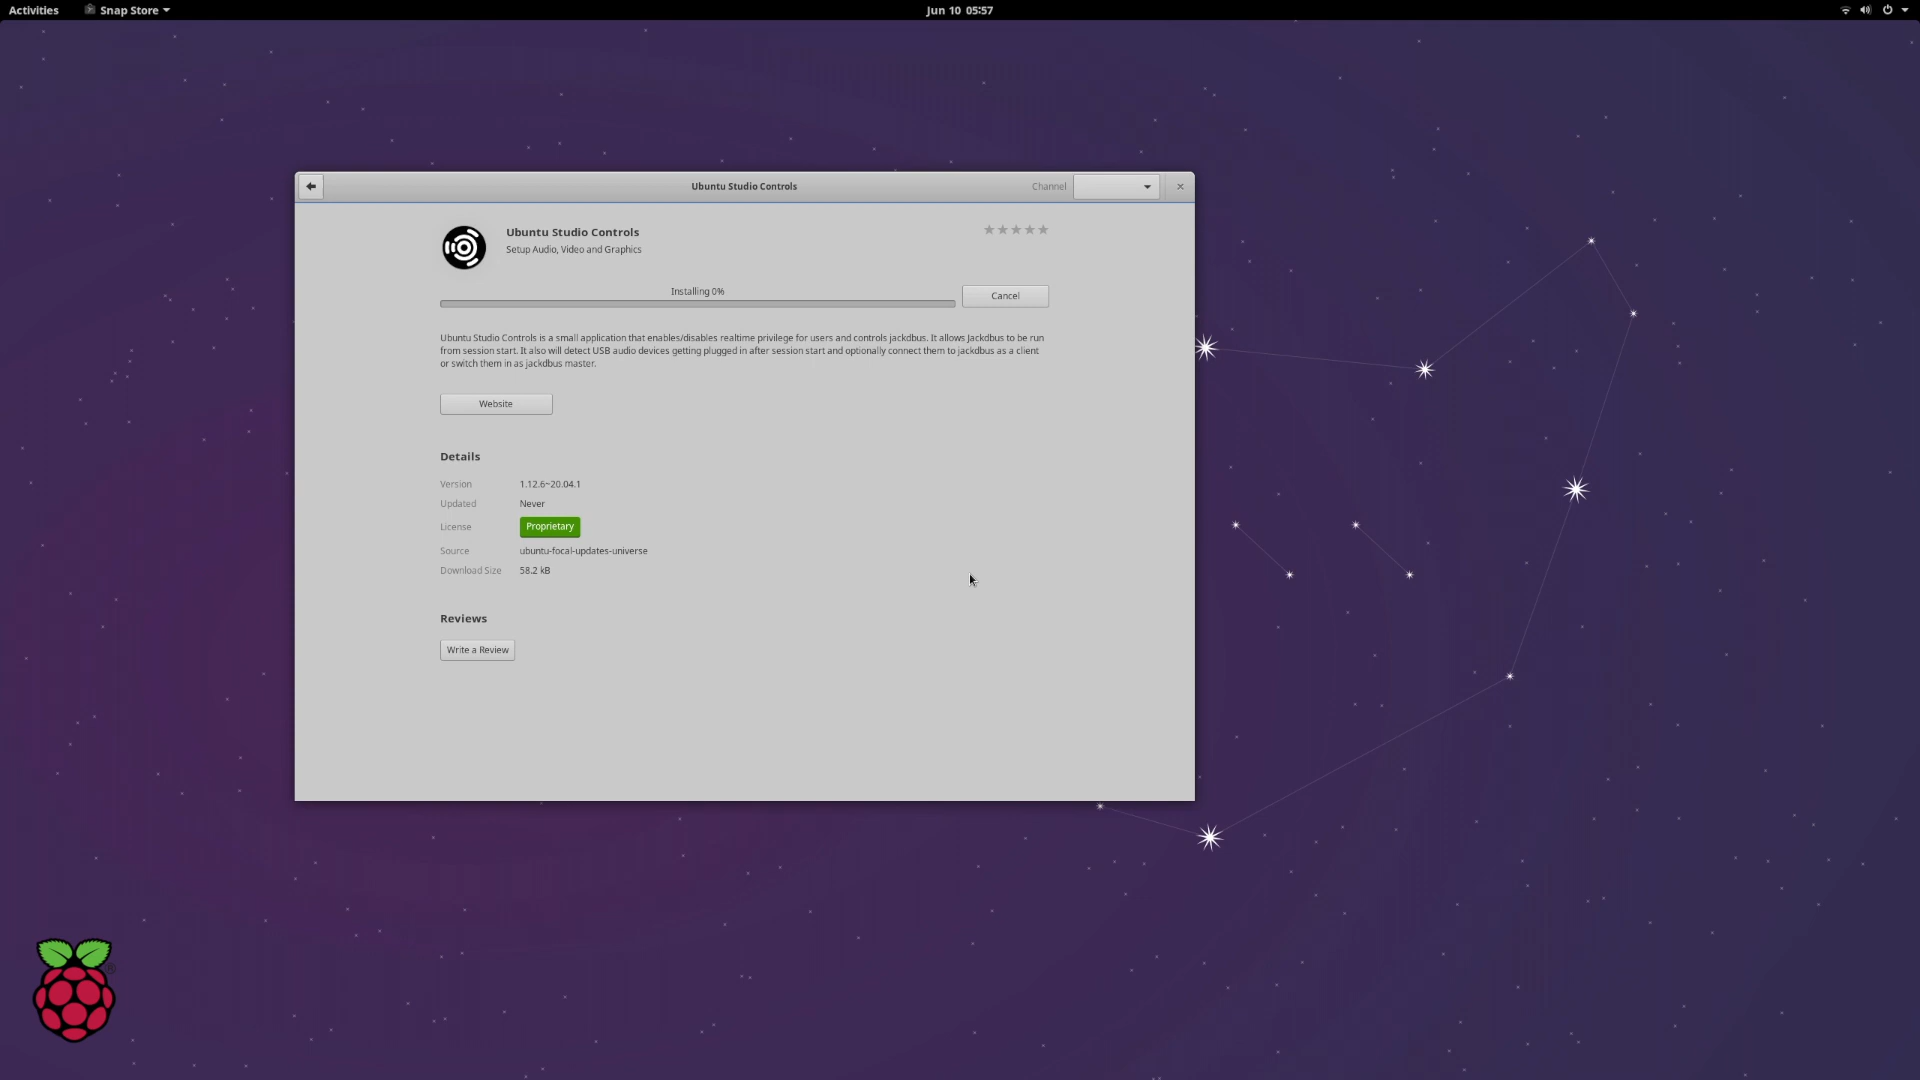 Activities
Snap Store
Jun 10 05:57
Ubuntu Studio Controls
Channel
Ubuntu Studio Controls
Setup Audio, Video and Graphics
Installing 0%
Cancel
Ubuntu Studio Controls is a small application that enables/disables realtime privilege for users and controls jackdbus. It allows Jackdbus to be run
from session start. It also will detect USB audio devices getting plugged in after session start and optionally connect them to jackdbus as a client
or switch them in as jackdbus master.
Website
Details
Version 1.12.6~20.04.1
Updated Never
License Proprietary
Source ubuntu-focal-updates-universe
Download Size 58.2 kB
Reviews
Write a Review